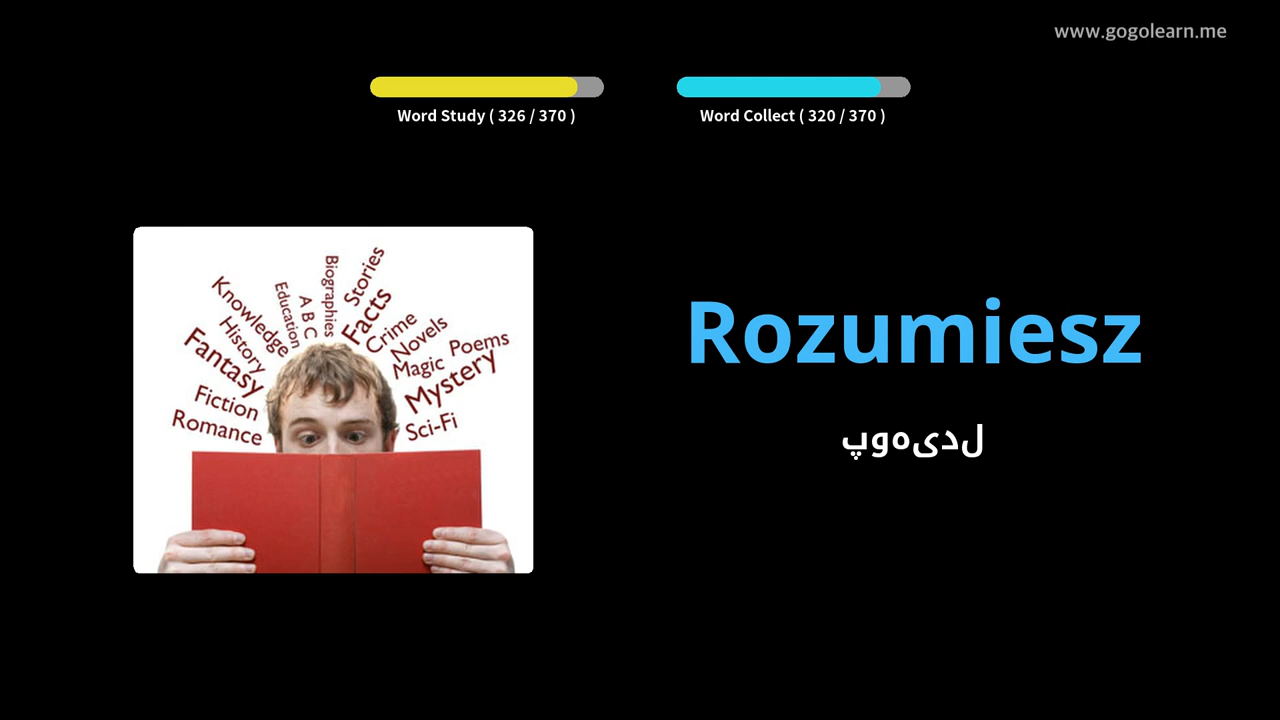 www.gogolearn.me
Word Study ( 326 / 370 )
Word Collect ( 320 / 370 )
Biographies
Stories
Knowledge
Education
A B C
Facts
History
Crime
Novels
Fantasy
Magic
Poems
Fiction
Mystery
Romance
Sci-Fi
Rozumiesz
پوهیدل